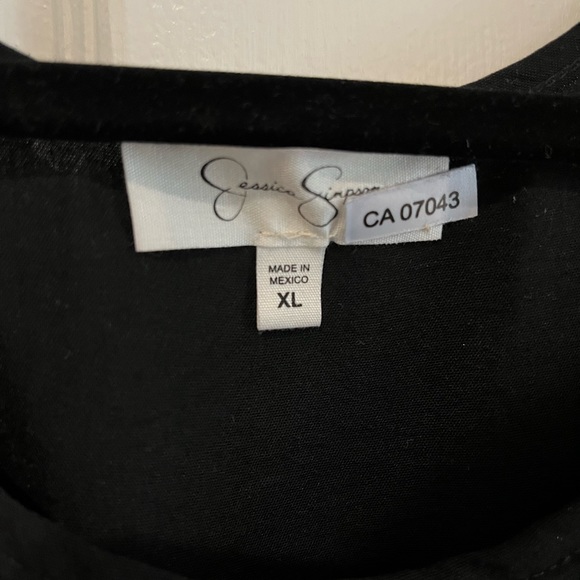 Jessica Simpson
CA 07043
MADE IN
MEXICO
XL